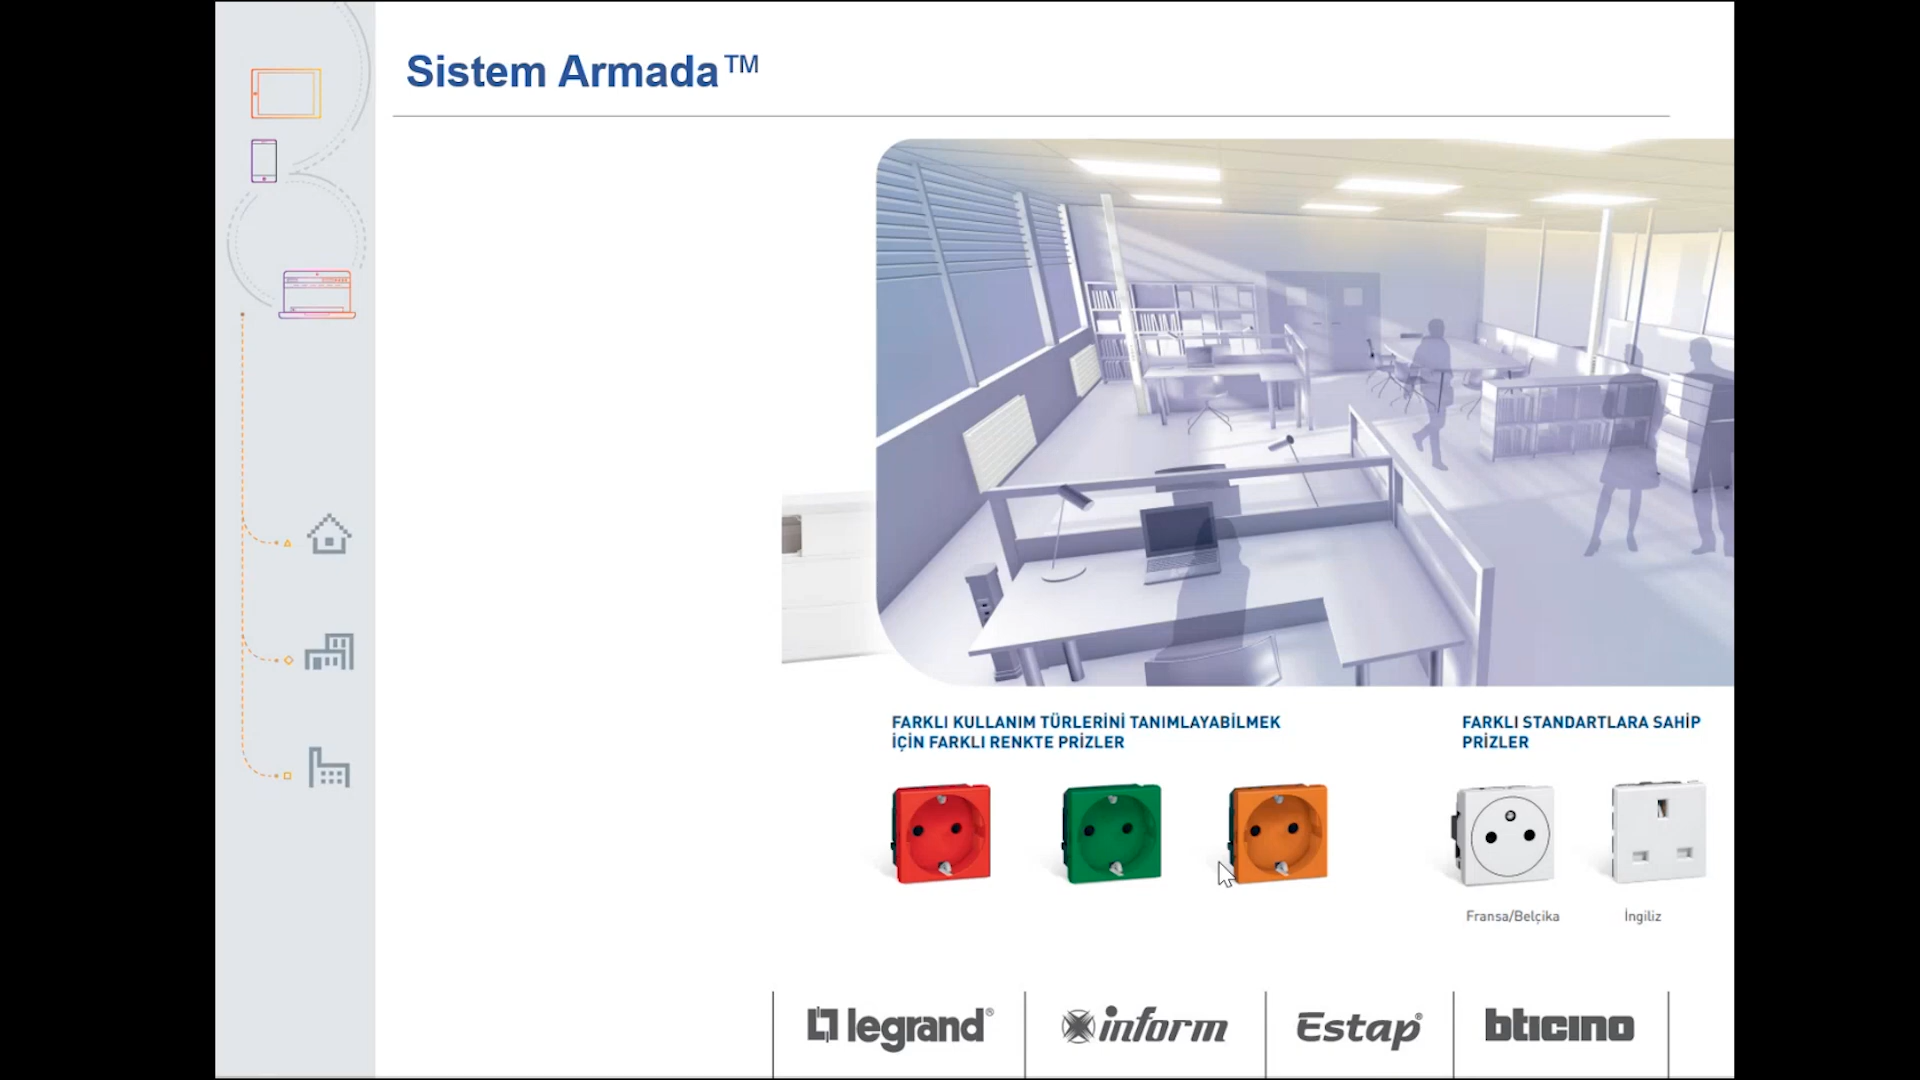 Sistem Armada™
FARKLI KULLANIM TÜRLERİNİ TANIMLAYABİLMEK
İÇİN FARKLI RENKTE PRİZLER
FARKLI STANDARTLARA SAHİP
PRİZLER
Fransa/Belçika
İngiliz
legrand®
inform
Estap®
bticino